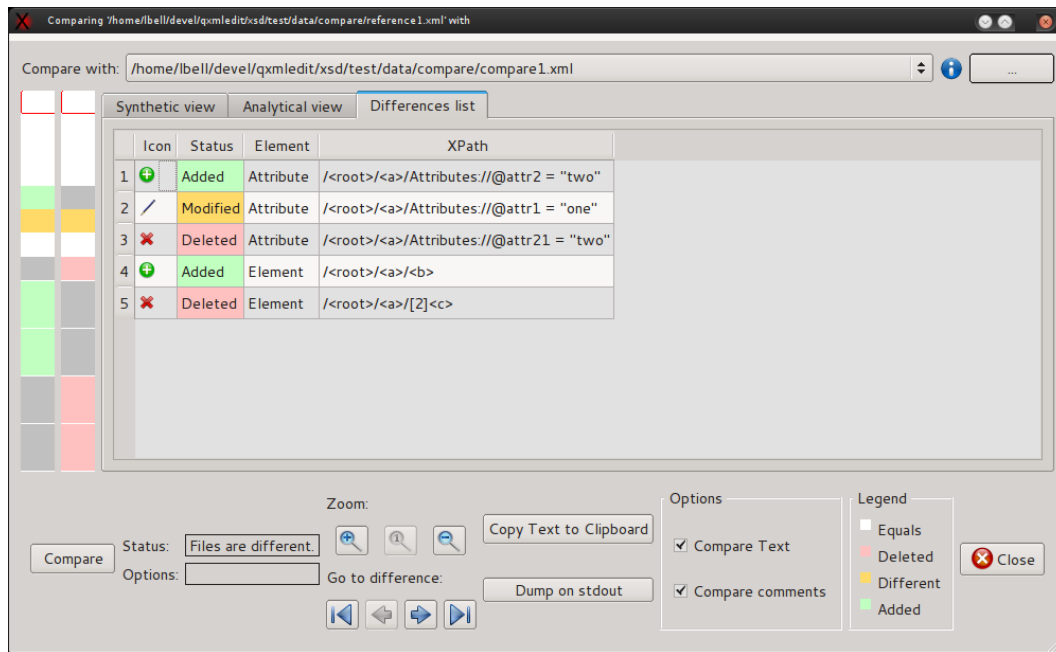 Comparing '/home/lbell/devel/qxmledit/xsd/test/data/compare/reference1.xml' with
Compare with: /home/lbell/devel/qxmledit/xsd/test/data/compare/compare1.xml ...
Synthetic view Analytical view Differences list
Icon Status Element XPath
1 Added Attribute /<root>/<a>/Attributes://@attr2 = "two"
2 Modified Attribute /<root>/<a>/Attributes://@attr1 = "one"
3 Deleted Attribute /<root>/<a>/Attributes://@attr21 = "two"
4 Added Element /<root>/<a>/<b>
5 Deleted Element /<root>/<a>/[2]<c>
Compare
Status: Files are different.
Options:
Zoom:
1
Go to difference:
Copy Text to Clipboard
Dump on stdout
Options
Compare Text
Compare comments
Legend
Equals
Deleted
Different
Added
Close